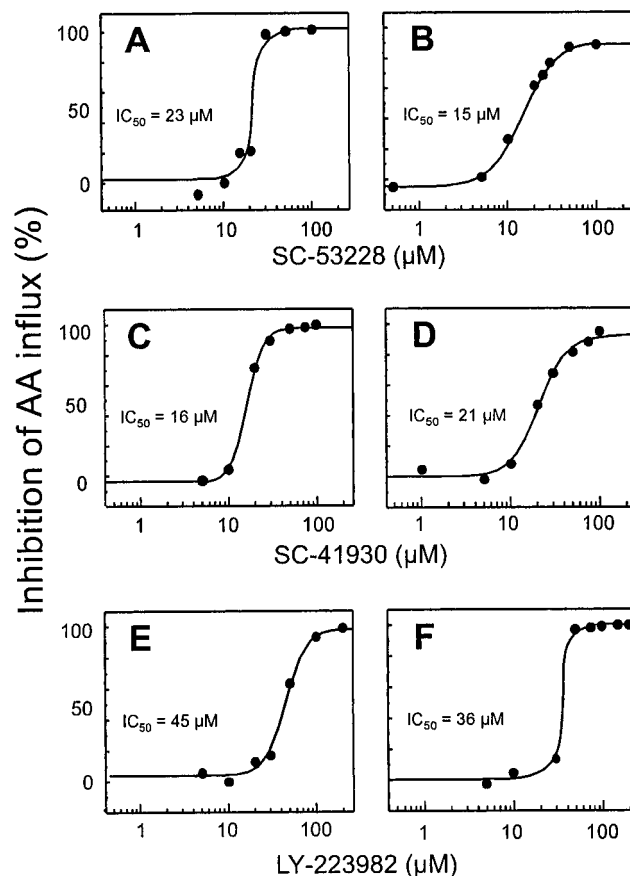 Inhibition of AA influx (%)
A
B
100
50
0
IC50 = 23 µM
IC50 = 15 µM
1 10 100
1 10 100
SC-53228 (µM)
C
D
100
50
0
IC50 = 16 µM
IC50 = 21 µM
1 10 100
1 10 100
SC-41930 (µM)
E
F
100
50
0
IC50 = 45 µM
IC50 = 36 µM
1 10 100
1 10 100
LY-223982 (µM)